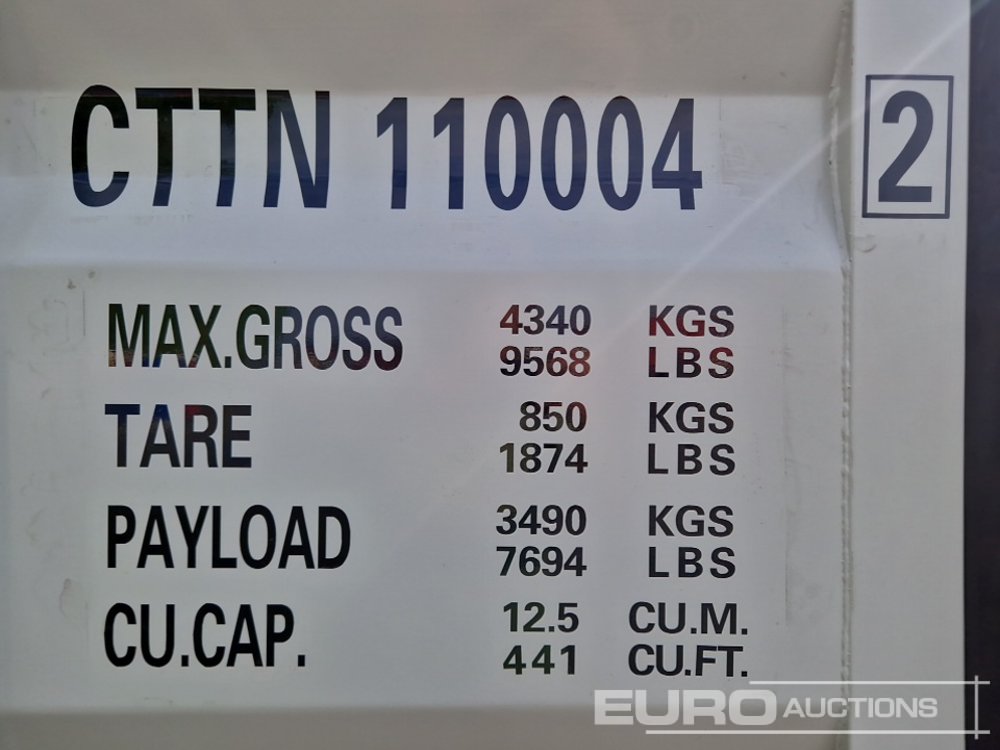 CTTN 110004 2
MAX.GROSS 4340 KGS
9568 LBS
TARE 850 KGS
1874 LBS
PAYLOAD 3490 KGS
7694 LBS
CU.CAP. 12.5 CU.M.
441 CU.FT.
EURO AUCTIONS